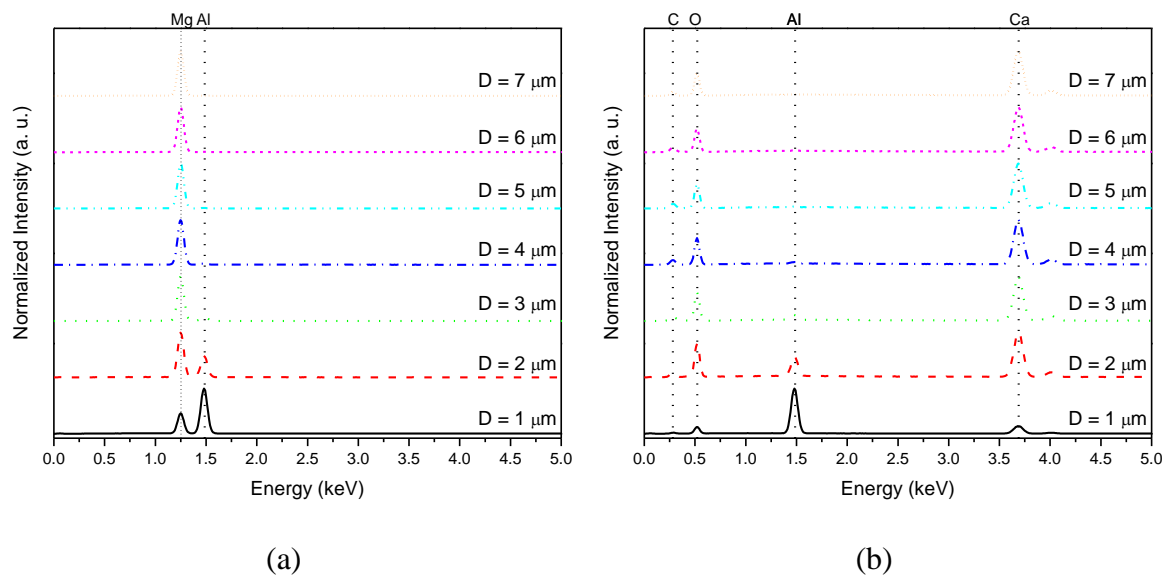 Mg Al
D = 7 μm
D = 6 μm
D = 5 μm
D = 4 μm
D = 3 μm
D = 2 μm
D = 1 μm
Normalized Intensity (a. u.)
0.0 0.5 1.0 1.5 2.0 2.5 3.0 3.5 4.0 4.5 5.0
Energy (keV)
(a)
C O Al Ca
D = 7 μm
D = 6 μm
D = 5 μm
D = 4 μm
D = 3 μm
D = 2 μm
D = 1 μm
Normalized Intensity (a. u.)
0.0 0.5 1.0 1.5 2.0 2.5 3.0 3.5 4.0 4.5 5.0
Energy (keV)
(b)